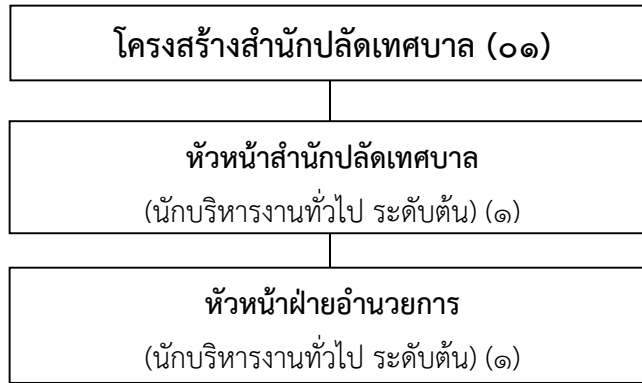 โครงสร้างสำนักปลัดเทศบาล (๐๑)
หัวหน้าสำนักปลัดเทศบาล
(นักบริหารงานทั่วไป ระดับต้น) (๑)
หัวหน้าฝ่ายอำนวยการ
(นักบริหารงานทั่วไป ระดับต้น) (๑)